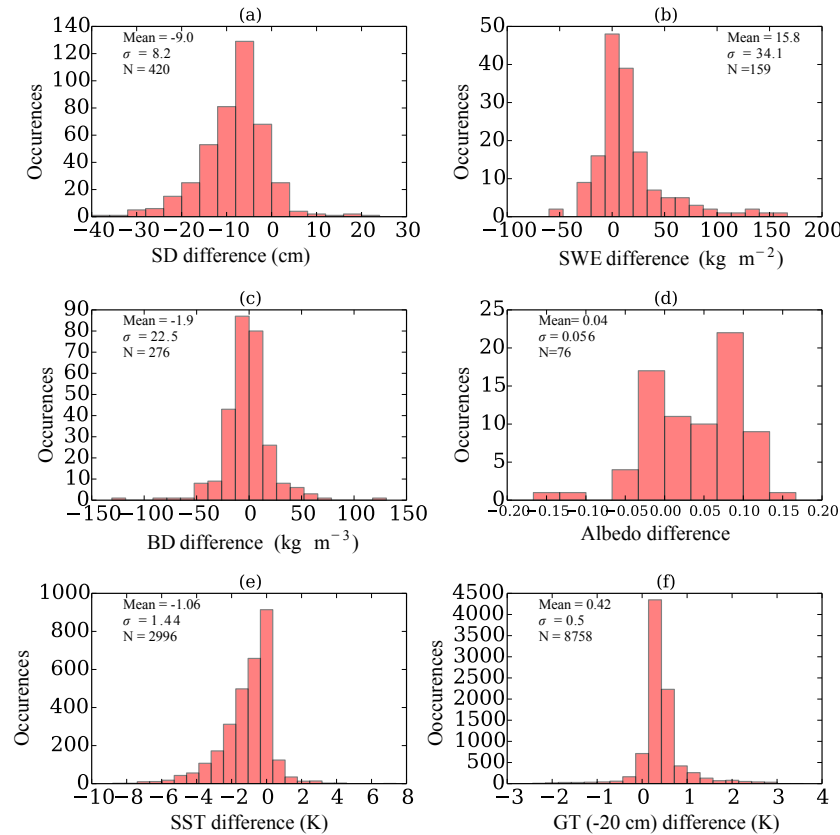 (a)
Mean = -9.0
σ = 8.2
N = 420
Occurences
140
120
100
80
60
40
20
0
−40 −30 −20 −10 0 10 20 30
SD difference (cm)
(b)
Mean = 15.8
σ = 34.1
N =159
Occurences
50
40
30
20
10
0
−100 −50 0 50 100 150 200
SWE difference (kg m−2)
(c)
Mean = -1.9
σ = 22.5
N = 276
Occurences
90
80
70
60
50
40
30
20
10
0
−150 −100 −50 0 50 100 150
BD difference (kg m−3)
(d)
Mean= 0.04
σ = 0.056
N=76
Occurences
25
20
15
10
5
0
−0.20 −0.15 −0.10 −0.05 0.00 0.05 0.10 0.15 0.20
Albedo difference
(e)
Mean = -1.06
σ = 1.44
N = 2996
Occurences
1000
800
600
400
200
0
−10 −8 −6 −4 −2 0 2 4 6 8
SST difference (K)
(f)
Mean = 0.42
σ = 0.5
N = 8758
Ooccurences
4500
4000
3500
3000
2500
2000
1500
1000
500
0
−3 −2 −1 0 1 2 3 4
GT (-20 cm) difference (K)